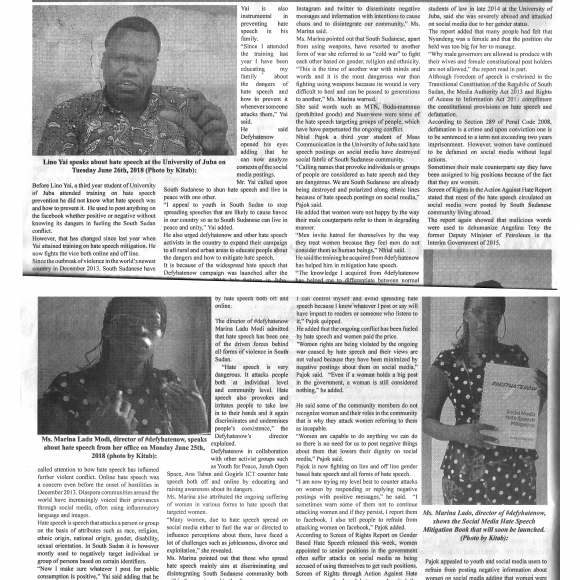 Lino Yai speaks about hate speech at the University of Juba on
Tuesday June 26th, 2018 (Photo by Kitab):
Before Lino Yai, a third year student of University
of Juba attended training on hate speech
prevention he did not know what hate speech was
and how to prevent it. He used to post anything on
the facebook whether positive or negative without
knowing its dangers in fueling the South Sudan
conflict.
However, that has changed since last year when
Yai attained training on hate speech mitigation. He
now fights the vice both online and off line.
Since the outbreak of violence in the world's newest
country in December 2013, South Sudanese have
Yai is also
instrumental in
preventing hate
speech in his
family.
"Since I attended
the training last
year I have been
educating my
family about
the dangers of
hate speech and
how to prevent it
whenever someone
attacks them," Yai
said.
He said
Defyhatenow
opened his eyes
adding that he
can now analyze
contexts of the
social media
postings.
Mr. Yai called upon
South Sudanese to shun hate speech and live in
peace with one other.
"I appeal to youth in South Sudan to stop
spreading speeches that are likely to cause havoc
in our country so as to South Sudanese can live in
peace and unity," Yai added.
He also urged defyhatenow and other hate speech
activists in the country to expand their campaign
to all rural and urban areas to educate people about
the dangers and how to mitigate hate speech.
It is because of the widespread hate speech that
Defyhatenow campaign was launched after the
Instagram and twitter to disseminate negative
messages and information with intentions to cause
chaos and to disintegrate our community," Ms.
Marina said.
Ms. Marina pointed out South Sudanese, apart
from using weapons, have resorted to another
form of war she referred to as "cold war" to fight
each other based on gender, religion and ethnicity.
"This is the time of another war with minds and
words and it is the most dangerous war than
fighting using weapons because its wound is very
difficult to heal and can be passed to generations
to another," Ms. Marina warned.
She said words such as MTN, Buda-mamnuo
(prohibited goods) and Nuer-wew were some of
the hate speech targeting groups of people, which
have perpetuated the ongoing conflict.
Nhial Pajok a third year student of Mass
Communication in the University of Juba said hate
speech postings on social media have destroyed
social fabric of South Sudanese community.
"Calling names that provoke individuals or groups
of people are considered as hate speech and they
are dangerous. We as South Sudanese are already
being destroyed and polarized along ethnic lines
because of hate speech postings on social media,"
Pajok said.
He added that women are not happy by the way
their male counterparts refer to them in degrading
manner.
"Men invite hatred for themselves by the way
they treat women because they feel men do not
consider them as human beings," Nhial said.
He said the training he acquired from #defyhatenow
has helped him in mitigation hate speech.
"The knowledge I acquired from #defyhatenow
has helped me to differentiate between normal
students of law in late 2014 at the University of
Juba, said she was severely abused and attacked on
social media due to her gender status.
The report added that many people had felt that
Nyandeng was a female and that the position she
held was too big for her to manage.
"Why male governors are allowed to produce with
their wives and female constitutional post holders
are not allowed," the report read in part.
Although Freedom of speech is enshrined in the
Transitional Constitution of the Republic of South
Sudan, the Media Authority Act 2013 and Rights
of Access to Information Act 2013 compliment
the constitutional provisions on hate speech and
defamation.
According to Section 289 of Penal Code 2008,
defamation is a crime and upon conviction one is
to be sentenced to a term not exceeding two years
imprisonment. However, women have continued
to be defamed on social media without legal
actions.
Sometimes their male counterparts say they have
been assigned to big positions because of the fact
that they are women.
Screen of Rights in the Action Against Hate Report
stated that most of the hate speech circulated on
social media were posted by South Sudanese
community living abroad.
The report again showed that malicious words
were used to dehumanize Angelina Teny the
former Deputy Minister of Petroleum in the
Interim Government of 2015.
Ms. Marina Ladu Modi, director of #defyhatenow, speaks
about hate speech from her office on Monday June 25th,
2018 (photo by Kitab):
called attention to how hate speech has inflamed
further violent conflict. Online hate speech was
a concern even before the onset of hostilities in
December 2013. Diaspora communities around the
world have increasingly voiced their grievances
through social media, often using inflammatory
language and images.
Hate speech is speech that attacks a person or group
on the basis of attributes such as race, religion,
ethnic origin, national origin, gender, disability,
sexual orientation. In South Sudan it is however
mostly used to negatively target individual or
group of persons based on certain identifiers.
"Now I make sure whatever I post for public
consumption is positive," Yai said adding that he
by hate speech both off and
online.
The director of #defyhatenow
Marina Ladu Modi admitted
that hate speech has been
one of the driven forces behind
all forms of violence in South
Sudan.
"Hate speech is very
dangerous. It attacks people
both at individual level
and community level. Hate
speech also provokes and
irritates people to take law
in to their hands and it again
discriminates and undermines
people's coexistence," the
Defyhatenow's director
explained.
Defyhatenow in collaboration
with other activist groups such
as Youth for Peace, Junub Open
Space, Ana Taban and Gogirls ICT counter hate
speech both off and online by educating and
raising awareness about its dangers.
Ms. Marina also attributed the ongoing suffering
of women in various forms to hate speech that
targeted women.
"Many women, due to hate speech spread on
social media either to fuel the war or directed to
influence perceptions about them, have faced a
lot of challenges such as joblessness, divorce and
exploitation," she revealed.
Ms. Marina pointed out that those who spread
hate speech mainly aim at discriminating and
disintegrating South Sudanese community both
I can control myself and avoid spreading hate
speech because I know whatever I post or say will
have impact to readers or someone who listens to
it," Pajok quipped.
He added that the ongoing conflict has been fueled
by hate speech and women paid the price.
"Women rights are being violated by the ongoing
war caused by hate speech and their views are
not valued because they have been minimized by
negative postings about them on social media,"
Pajok said. "Even if a woman holds a big post
in the government, a woman is still considered
nothing," he added.
He said some of the community members do not
recognize women and their roles in the community
that is why they attack women referring to them
as incapable.
"Women are capable to do anything we can do
so there is no need for us to post negative things
about them that lowers their dignity on social
media," Pajok said.
Pajok is now fighting on line and off line gender
based hate speech and all forms of hate speech.
"I am now trying my level best to counter attacks
on women by responding or replying negative
postings with positive messages," he said. "I
sometimes warn some of them not to continue
attacking women and if they persist, I report them
to facebook. I also tell people to refrain from
attacking women on facebook," Pajok added.
According to Screen of Rights Report on Gender
Based Hate Speech released this week, women
appointed to senior positions in the government
often suffer attacks on social media as being
accused of using themselves to get such positions.
Screen of Rights through Action Against Hate
#DEFYHATENOW
Social Media
Hate Speech
Mitigation
Ms. Marina Lado, director of #defyhatenow,
shows the Social Media Hate Speech
Mitigation Book that will soon be launched.
(Photo by Kitab):
Pajok appealed to youth and social media users to
refrain from posting negative information about
women on social media adding that women want